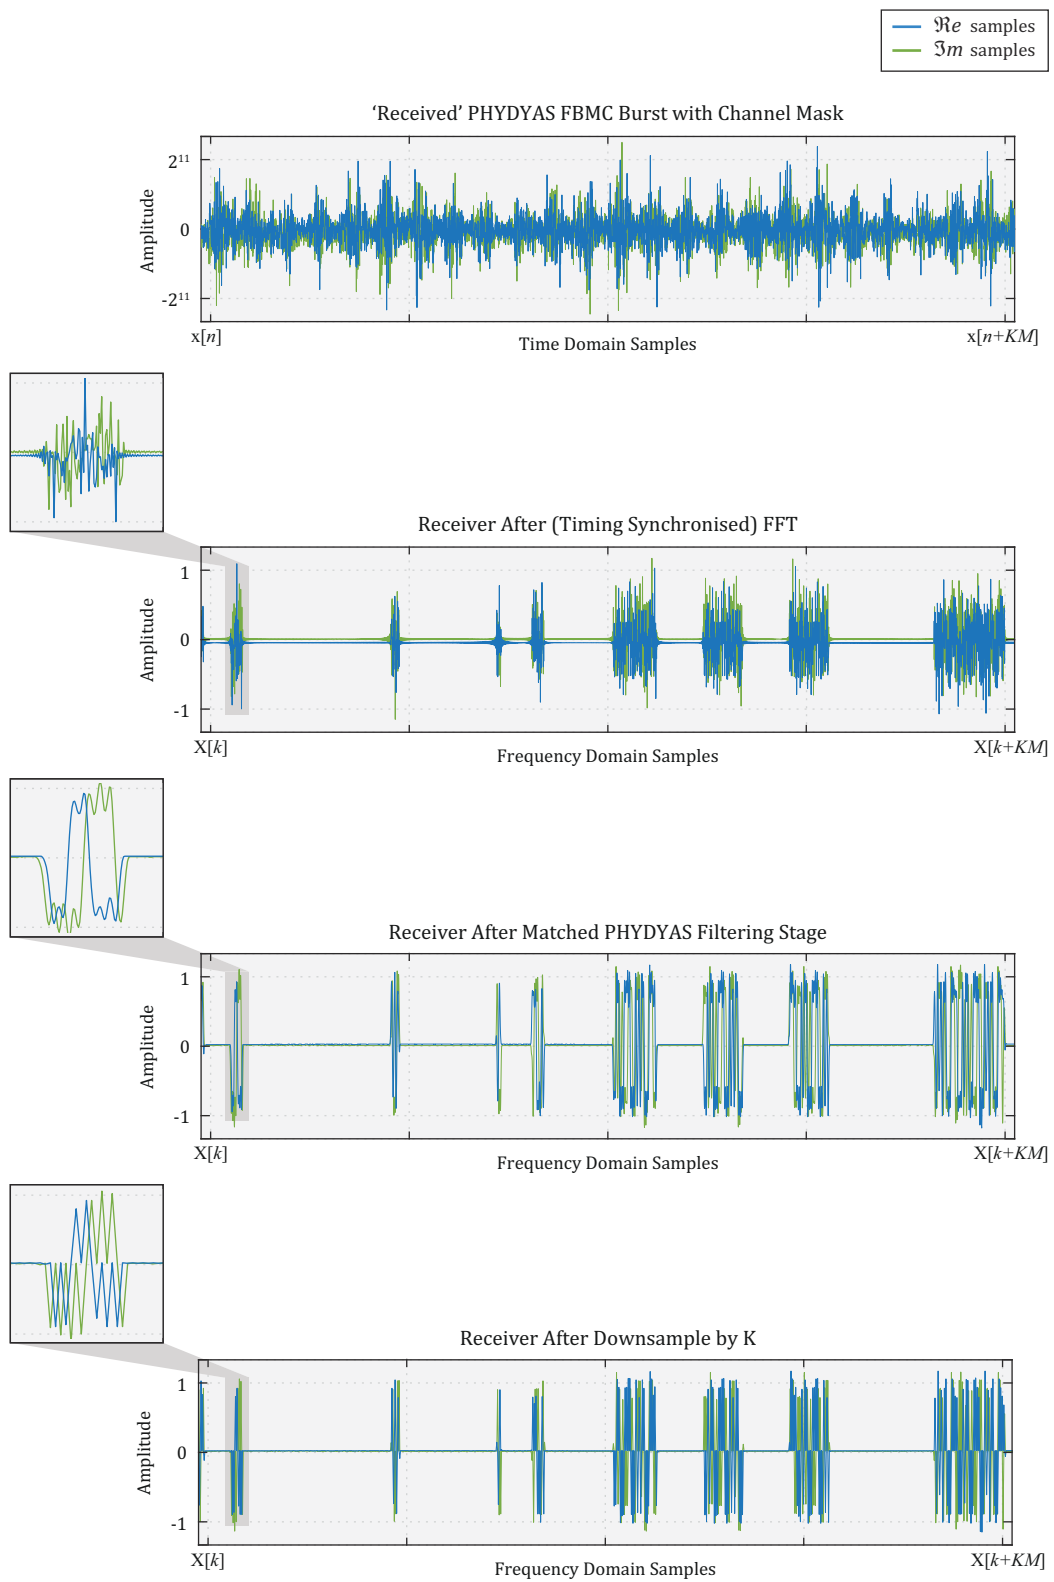 ℜe samples
ℑm samples
‘Received’ PHYDYAS FBMC Burst with Channel Mask
2¹¹
0
-2¹¹
Amplitude
x[n]
x[n+KM]
Time Domain Samples
Receiver After (Timing Synchronised) FFT
1
0
-1
Amplitude
X[k]
X[k+KM]
Frequency Domain Samples
Receiver After Matched PHYDYAS Filtering Stage
1
0
-1
Amplitude
X[k]
X[k+KM]
Frequency Domain Samples
Receiver After Downsample by K
1
0
-1
Amplitude
X[k]
X[k+KM]
Frequency Domain Samples